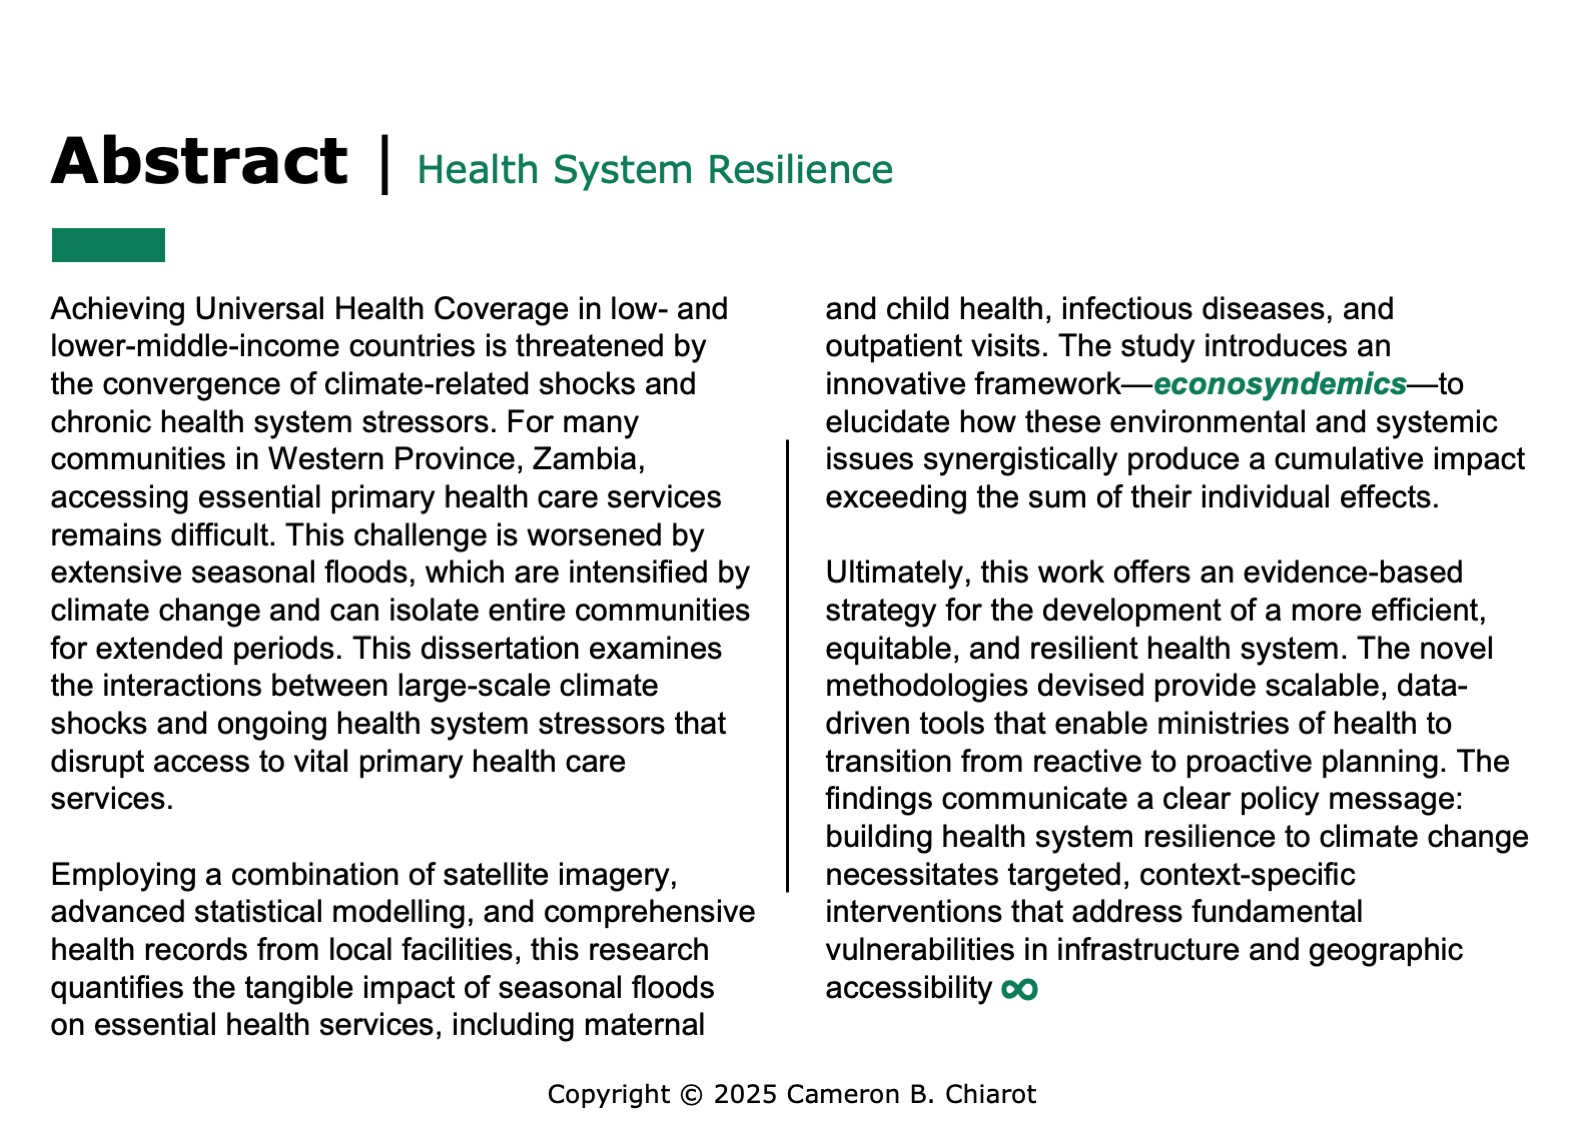 Abstract | Health System Resilience
Achieving Universal Health Coverage in low- and
lower-middle-income countries is threatened by
the convergence of climate-related shocks and
chronic health system stressors. For many
communities in Western Province, Zambia,
accessing essential primary health care services
remains difficult. This challenge is worsened by
extensive seasonal floods, which are intensified by
climate change and can isolate entire communities
for extended periods. This dissertation examines
the interactions between large-scale climate
shocks and ongoing health system stressors that
disrupt access to vital primary health care
services.
Employing a combination of satellite imagery,
advanced statistical modelling, and comprehensive
health records from local facilities, this research
quantifies the tangible impact of seasonal floods
on essential health services, including maternal
and child health, infectious diseases, and
outpatient visits. The study introduces an
innovative framework—econosyndemics—to
elucidate how these environmental and systemic
issues synergistically produce a cumulative impact
exceeding the sum of their individual effects.
Ultimately, this work offers an evidence-based
strategy for the development of a more efficient,
equitable, and resilient health system. The novel
methodologies devised provide scalable, data-
driven tools that enable ministries of health to
transition from reactive to proactive planning. The
findings communicate a clear policy message:
building health system resilience to climate change
necessitates targeted, context-specific
interventions that address fundamental
vulnerabilities in infrastructure and geographic
accessibility ∞
Copyright © 2025 Cameron B. Chiarot